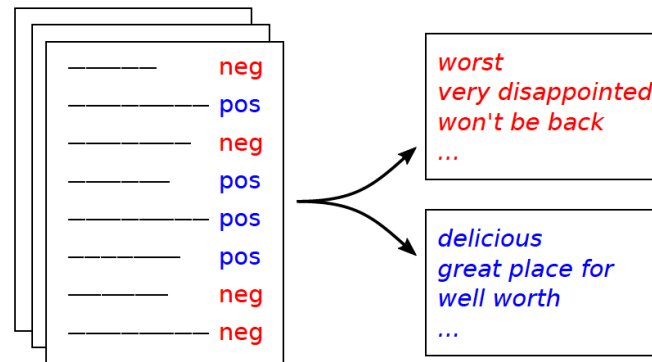 neg
pos
neg
pos
pos
pos
neg
neg
worst
very disappointed
won't be back
...
delicious
great place for
well worth
...